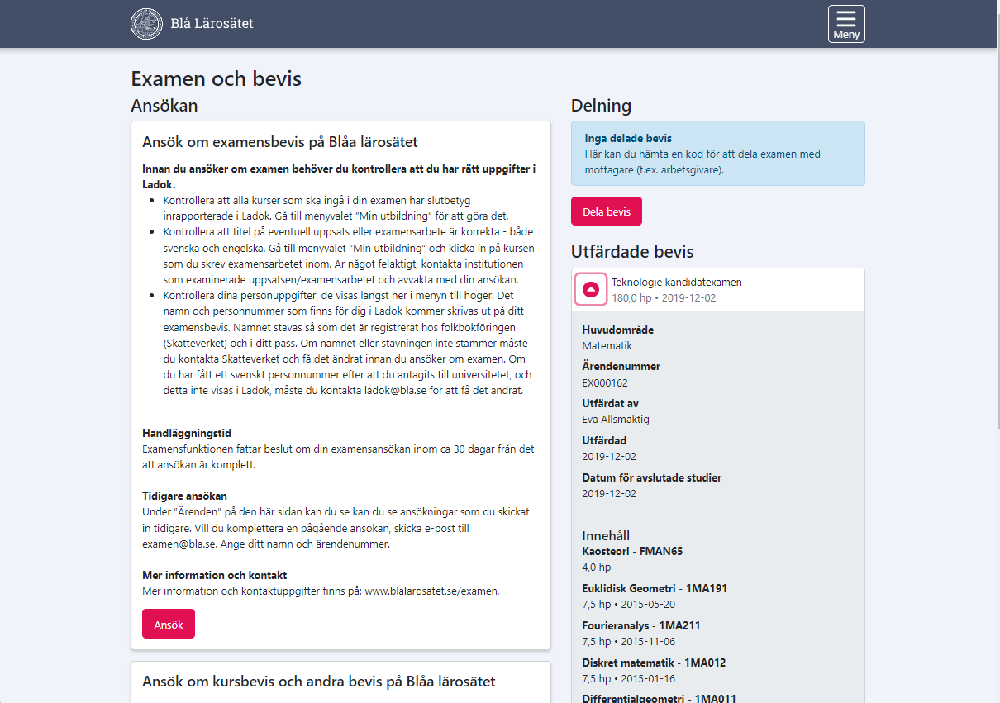 Blå Lärosätet
Meny
Examen och bevis
Ansökan
Ansök om examensbevis på Blåa lärosätet
Innan du ansöker om examen behöver du kontrollera att du har rätt uppgifter i
Ladok.
• Kontrollera att alla kurser som ska ingå i din examen har slutbetyg
inrapporterade i Ladok. Gå till menyvalet ”Min utbildning” för att göra det.
• Kontrollera att titel på eventuell uppsats eller examensarbete är korrekta - både
svenska och engelska. Gå till menyvalet ”Min utbildning” och klicka in på kursen
som du skrev examensarbetet inom. Är något felaktigt, kontakta institutionen
som examinerade uppsatsen/examensarbetet och avvakta med din ansökan.
• Kontrollera dina personuppgifter, de visas längst ner i menyn till höger. Det
namn och personnummer som finns för dig i Ladok kommer skrivas ut på ditt
examensbevis. Namnet stavas så som det är registrerat hos folkbokföringen
(Skatteverket) och i ditt pass. Om namnet eller stavningen inte stämmer måste
du kontakta Skatteverket och få det ändrat innan du ansöker om examen. Om
du har fått ett svenskt personnummer efter att du antagits till universitetet, och
detta inte visas i Ladok, måste du kontakta ladok@bla.se för att få det ändrat.
Handläggningstid
Examensfunktionen fattar beslut om din examensansökan inom ca 30 dagar från det
att ansökan är komplett.
Tidigare ansökan
Under ”Ärenden” på den här sidan kan du se kan du se ansökningar som du skickat
in tidigare. Vill du komplettera en pågående ansökan, skicka e-post till
examen@bla.se. Ange ditt namn och ärendenummer.
Mer information och kontakt
Mer information och kontaktuppgifter finns på: www.blalarosatet.se/examen.
Ansök
Ansök om kursbevis och andra bevis på Blåa lärosätet
Delning
Inga delade bevis
Här kan du hämta en kod för att dela examen med
mottagare (t.ex. arbetsgivare).
Dela bevis
Utfärdade bevis
Teknologie kandidatexamen
180,0 hp • 2019-12-02
Huvudområde
Matematik
Ärendenummer
EX000162
Utfärdat av
Eva Allsmäktig
Utfärdad
2019-12-02
Datum för avslutade studier
2019-12-02
Innehåll
Kaosteori - FMAN65
4,0 hp
Euklidisk Geometri - 1MA191
7,5 hp • 2015-05-20
Fourieranalys - 1MA211
7,5 hp • 2015-11-06
Diskret matematik - 1MA012
7,5 hp • 2015-01-16
Differentialgeometri - 1MA011